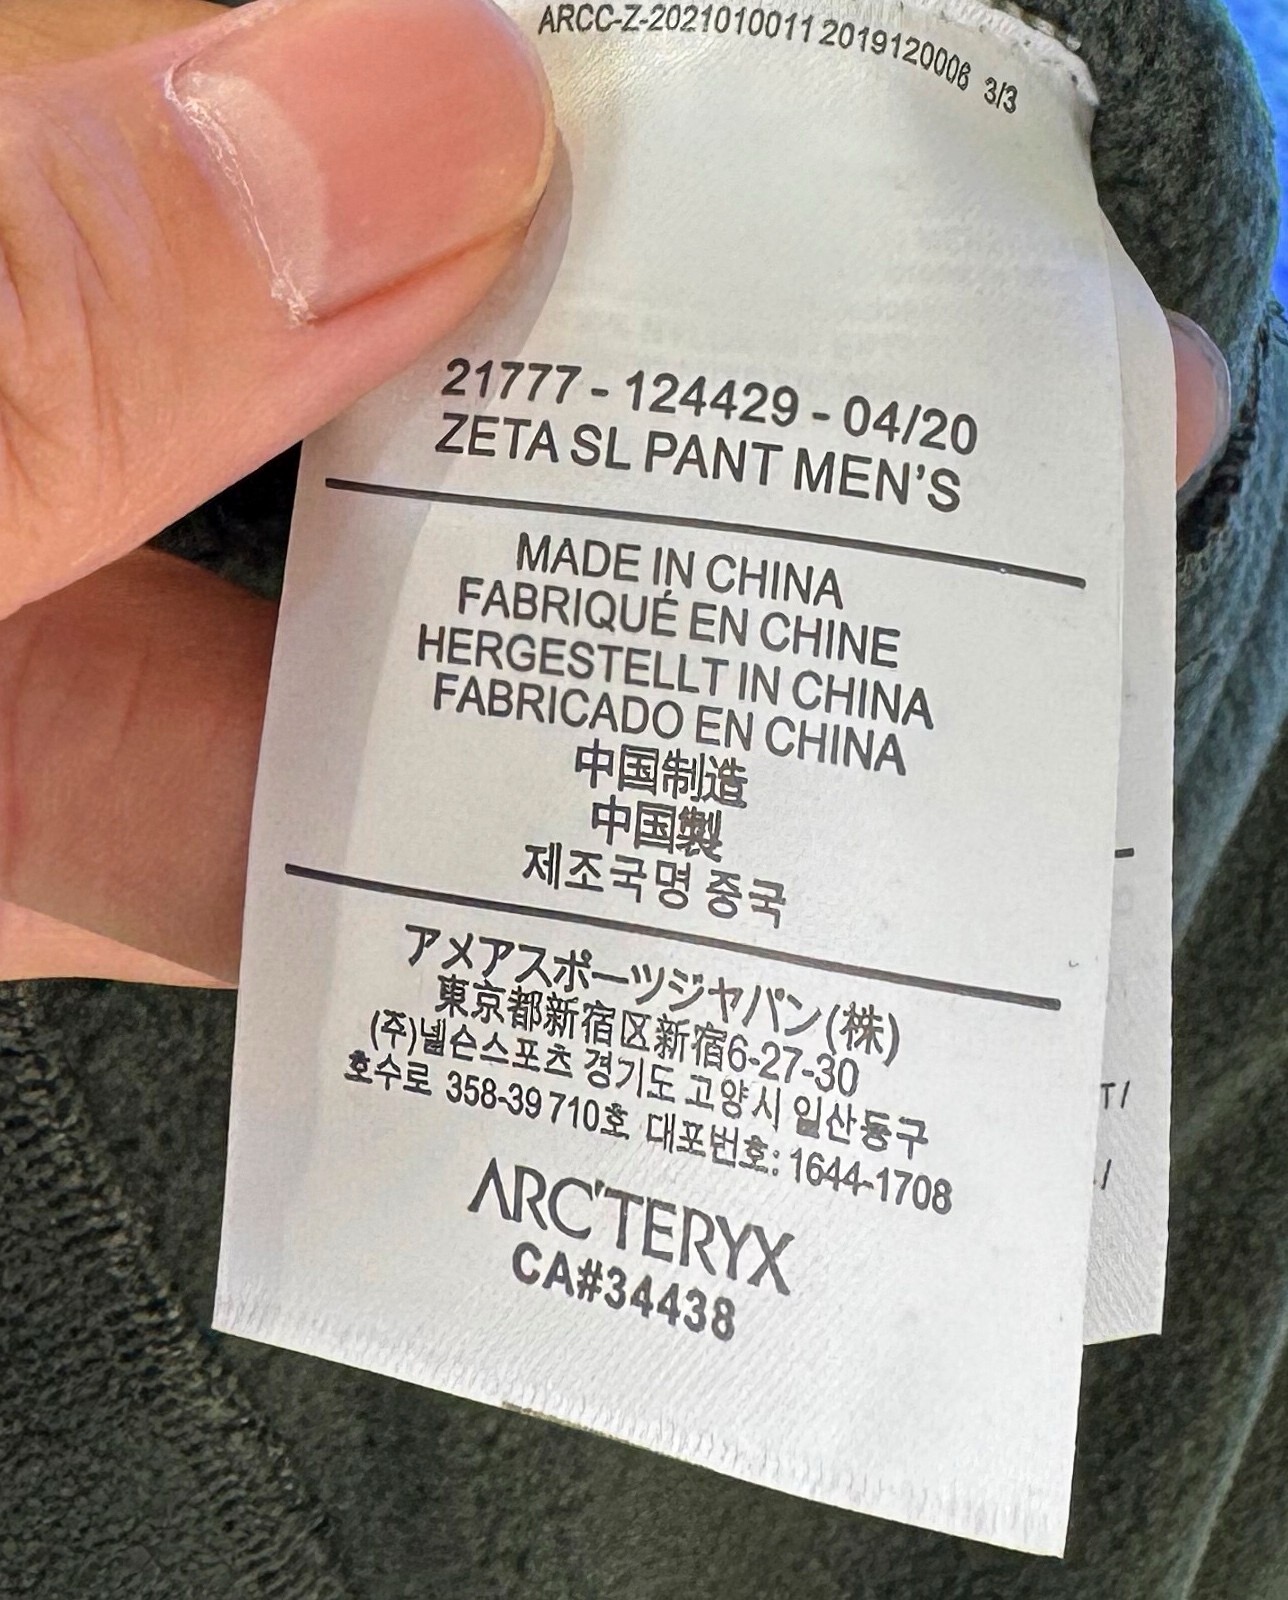 ARCC-Z-2021010011 2019120006 3/3
21777 - 124429 - 04/20
ZETA SL PANT MEN'S
MADE IN CHINA
FABRIQUÉ EN CHINE
HERGESTELLT IN CHINA
FABRICADO EN CHINA
中国制造
中国製
제조국명 중국
アメアスポーツジャパン(株)
東京都新宿区新宿6-27-30
(주)넬슨스포츠 경기도 고양시 일산동구
호수로 358-39 710호 대표번호: 1644-1708
ARC'TERYX
CA#34438
T/